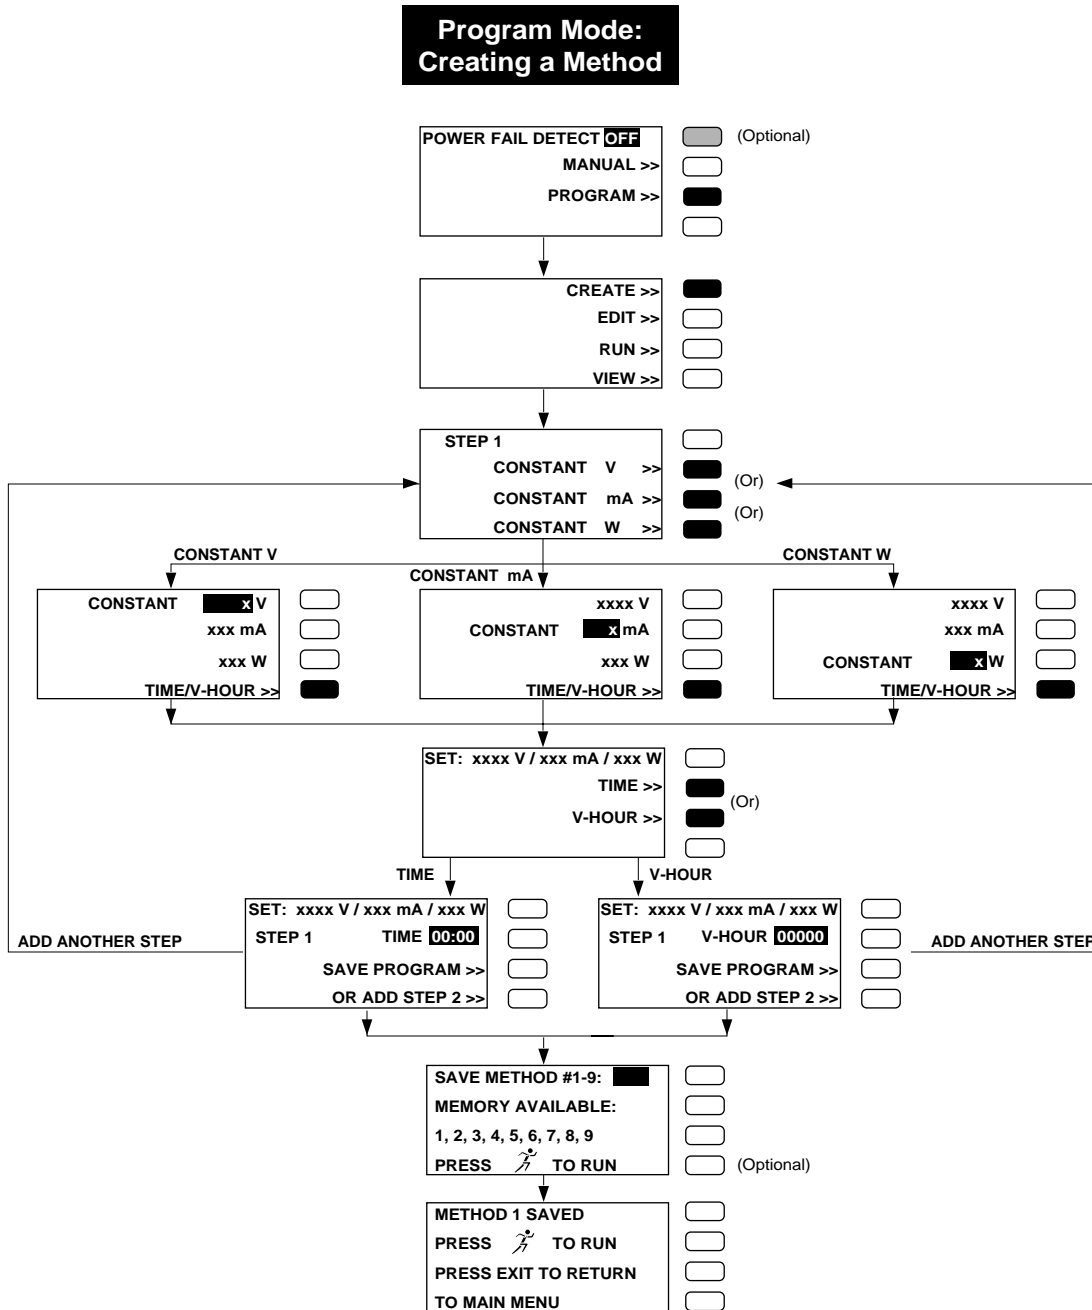 Program Mode:
Creating a Method
POWER FAIL DETECT OFF
(Optional)
MANUAL >>
PROGRAM >>
CREATE >>
EDIT >>
RUN >>
VIEW >>
STEP 1
CONSTANT V >>
(Or)
CONSTANT mA >>
(Or)
CONSTANT W >>
CONSTANT V
CONSTANT mA
CONSTANT W
CONSTANT x V
xxx mA
xxx W
TIME/V-HOUR >>
xxxx V
CONSTANT x mA
xxx W
TIME/V-HOUR >>
xxxx V
xxx mA
CONSTANT x W
TIME/V-HOUR >>
SET: xxxx V / xxx mA / xxx W
TIME >>
(Or)
V-HOUR >>
TIME
V-HOUR
ADD ANOTHER STEP
SET: xxxx V / xxx mA / xxx W
STEP 1 TIME 00:00
SAVE PROGRAM >>
OR ADD STEP 2 >>
SET: xxxx V / xxx mA / xxx W
STEP 1 V-HOUR 00000
SAVE PROGRAM >>
OR ADD STEP 2 >>
ADD ANOTHER STEP
SAVE METHOD #1-9:
MEMORY AVAILABLE:
1, 2, 3, 4, 5, 6, 7, 8, 9
PRESS TO RUN
(Optional)
METHOD 1 SAVED
PRESS TO RUN
PRESS EXIT TO RETURN
TO MAIN MENU